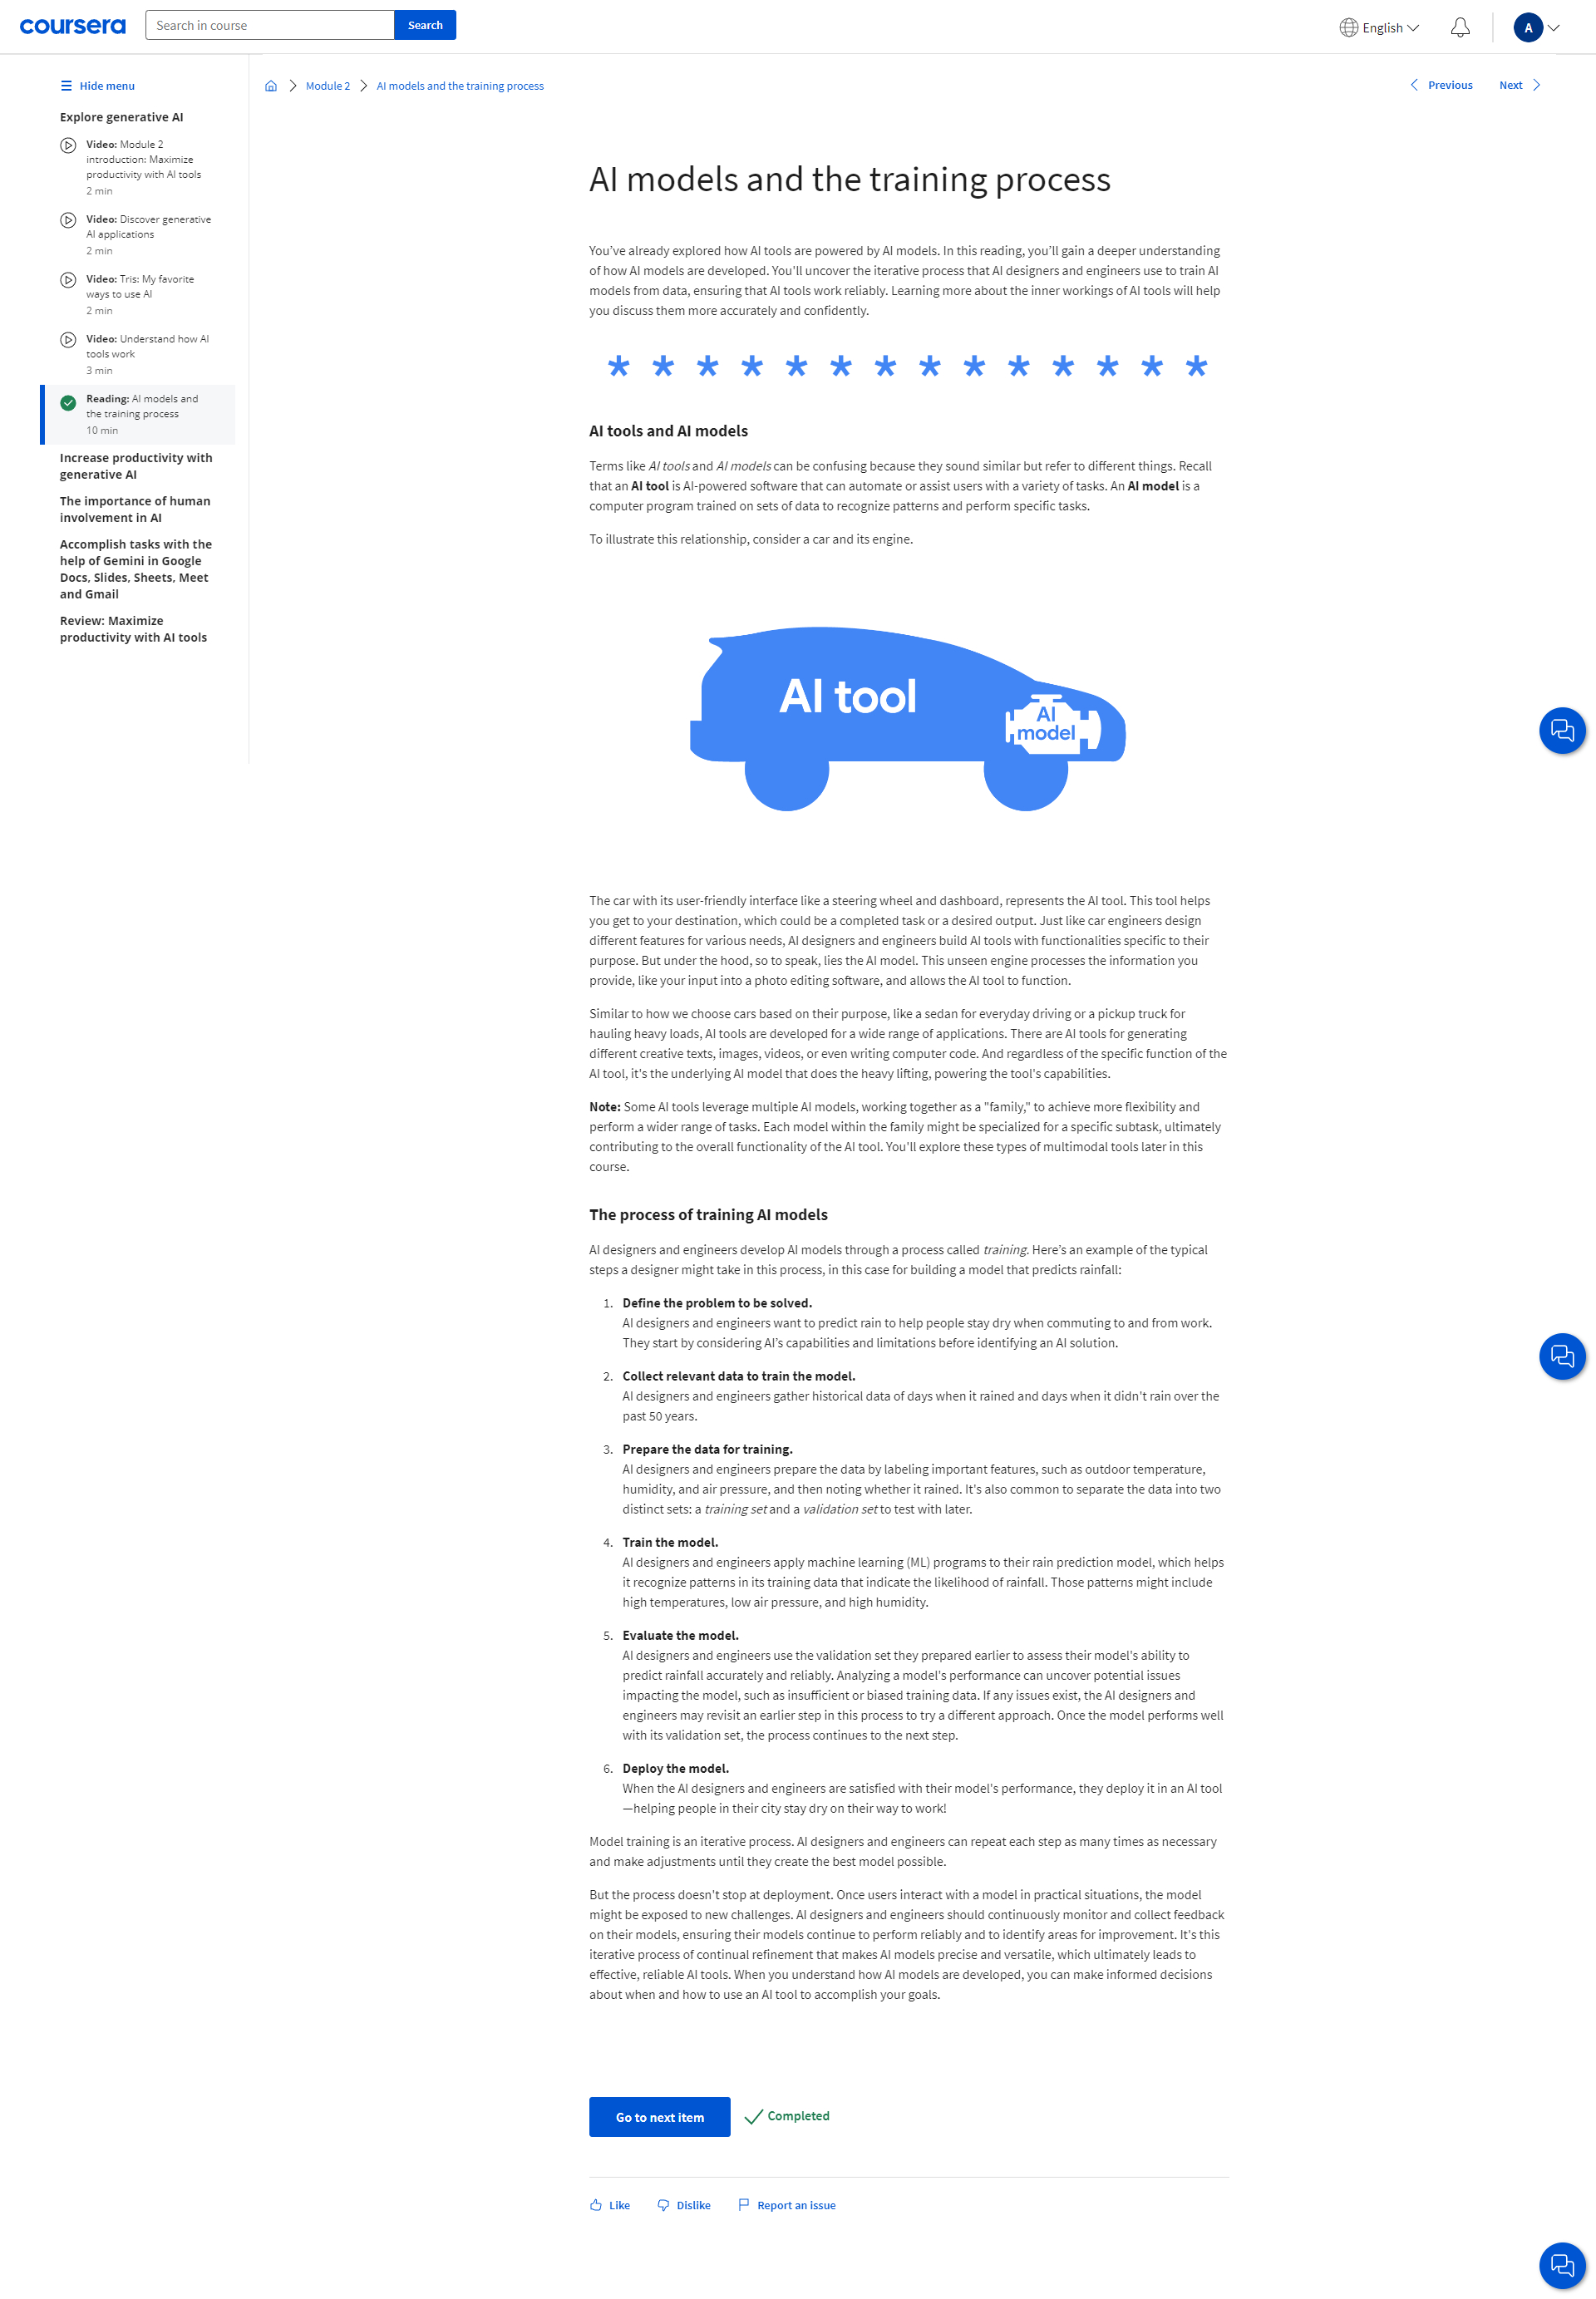 coursera
Search in course
Search
English
A
Hide menu
Explore generative AI
Video: Module 2
introduction: Maximize
productivity with AI tools
2 min
Video: Discover generative
AI applications
2 min
Video: Tris: My favorite
ways to use AI
2 min
Video: Understand how AI
tools work
3 min
Reading: AI models and
the training process
10 min
Increase productivity with
generative AI
The importance of human
involvement in AI
Accomplish tasks with the
help of Gemini in Google
Docs, Slides, Sheets, Meet
and Gmail
Review: Maximize
productivity with AI tools
Module 2
AI models and the training process
Previous
Next
AI models and the training process
You’ve already explored how AI tools are powered by AI models. In this reading, you’ll gain a deeper understanding
of how AI models are developed. You’ll uncover the iterative process that AI designers and engineers use to train AI
models from data, ensuring that AI tools work reliably. Learning more about the inner workings of AI tools will help
you discuss them more accurately and confidently.
* * * * * * * * * * * * * *
AI tools and AI models
Terms like AI tools and AI models can be confusing because they sound similar but refer to different things. Recall
that an AI tool is AI-powered software that can automate or assist users with a variety of tasks. An AI model is a
computer program trained on sets of data to recognize patterns and perform specific tasks.
To illustrate this relationship, consider a car and its engine.
AI tool
AI
model
The car with its user-friendly interface like a steering wheel and dashboard, represents the AI tool. This tool helps
you get to your destination, which could be a completed task or a desired output. Just like car engineers design
different features for various needs, AI designers and engineers build AI tools with functionalities specific to their
purpose. But under the hood, so to speak, lies the AI model. This unseen engine processes the information you
provide, like your input into a photo editing software, and allows the AI tool to function.
Similar to how we choose cars based on their purpose, like a sedan for everyday driving or a pickup truck for
hauling heavy loads, AI tools are developed for a wide range of applications. There are AI tools for generating
different creative texts, images, videos, or even writing computer code. And regardless of the specific function of the
AI tool, it's the underlying AI model that does the heavy lifting, powering the tool's capabilities.
Note: Some AI tools leverage multiple AI models, working together as a "family," to achieve more flexibility and
perform a wider range of tasks. Each model within the family might be specialized for a specific subtask, ultimately
contributing to the overall functionality of the AI tool. You'll explore these types of multimodal tools later in this
course.
The process of training AI models
AI designers and engineers develop AI models through a process called training. Here’s an example of the typical
steps a designer might take in this process, in this case for building a model that predicts rainfall:
1. Define the problem to be solved.
AI designers and engineers want to predict rain to help people stay dry when commuting to and from work.
They start by considering AI’s capabilities and limitations before identifying an AI solution.
2. Collect relevant data to train the model.
AI designers and engineers gather historical data of days when it rained and days when it didn't rain over the
past 50 years.
3. Prepare the data for training.
AI designers and engineers prepare the data by labeling important features, such as outdoor temperature,
humidity, and air pressure, and then noting whether it rained. It's also common to separate the data into two
distinct sets: a training set and a validation set to test with later.
4. Train the model.
AI designers and engineers apply machine learning (ML) programs to their rain prediction model, which helps
it recognize patterns in its training data that indicate the likelihood of rainfall. Those patterns might include
high temperatures, low air pressure, and high humidity.
5. Evaluate the model.
AI designers and engineers use the validation set they prepared earlier to assess their model's ability to
predict rainfall accurately and reliably. Analyzing a model's performance can uncover potential issues
impacting the model, such as insufficient or biased training data. If any issues exist, the AI designers and
engineers may revisit an earlier step in this process to try a different approach. Once the model performs well
with its validation set, the process continues to the next step.
6. Deploy the model.
When the AI designers and engineers are satisfied with their model's performance, they deploy it in an AI tool
—helping people in their city stay dry on their way to work!
Model training is an iterative process. AI designers and engineers can repeat each step as many times as necessary
and make adjustments until they create the best model possible.
But the process doesn't stop at deployment. Once users interact with a model in practical situations, the model
might be exposed to new challenges. AI designers and engineers should continuously monitor and collect feedback
on their models, ensuring their models continue to perform reliably and to identify areas for improvement. It's this
iterative process of continual refinement that makes AI models precise and versatile, which ultimately leads to
effective, reliable AI tools. When you understand how AI models are developed, you can make informed decisions
about when and how to use an AI tool to accomplish your goals.
Go to next item
Completed
Like
Dislike
Report an issue